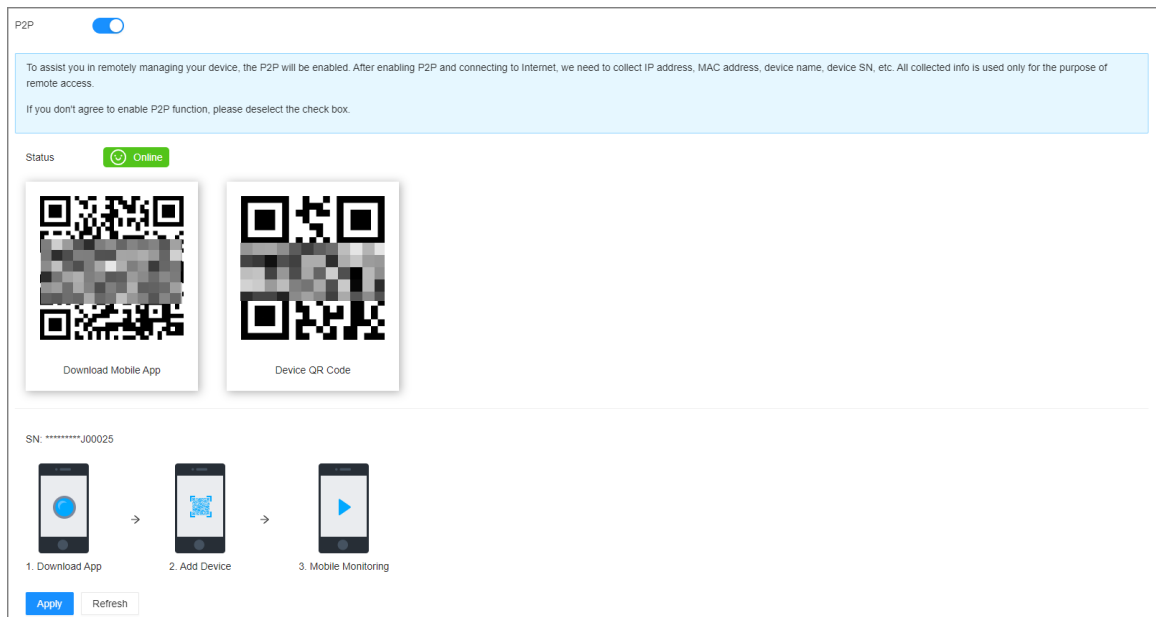 P2P
To assist you in remotely managing your device, the P2P will be enabled. After enabling P2P and connecting to Internet, we need to collect IP address, MAC address, device name, device SN, etc. All collected info is used only for the purpose of
remote access.
If you don't agree to enable P2P function, please deselect the check box.
Status Online
Download Mobile App Device QR Code
SN: *********J00025
1. Download App 2. Add Device 3. Mobile Monitoring
Apply Refresh